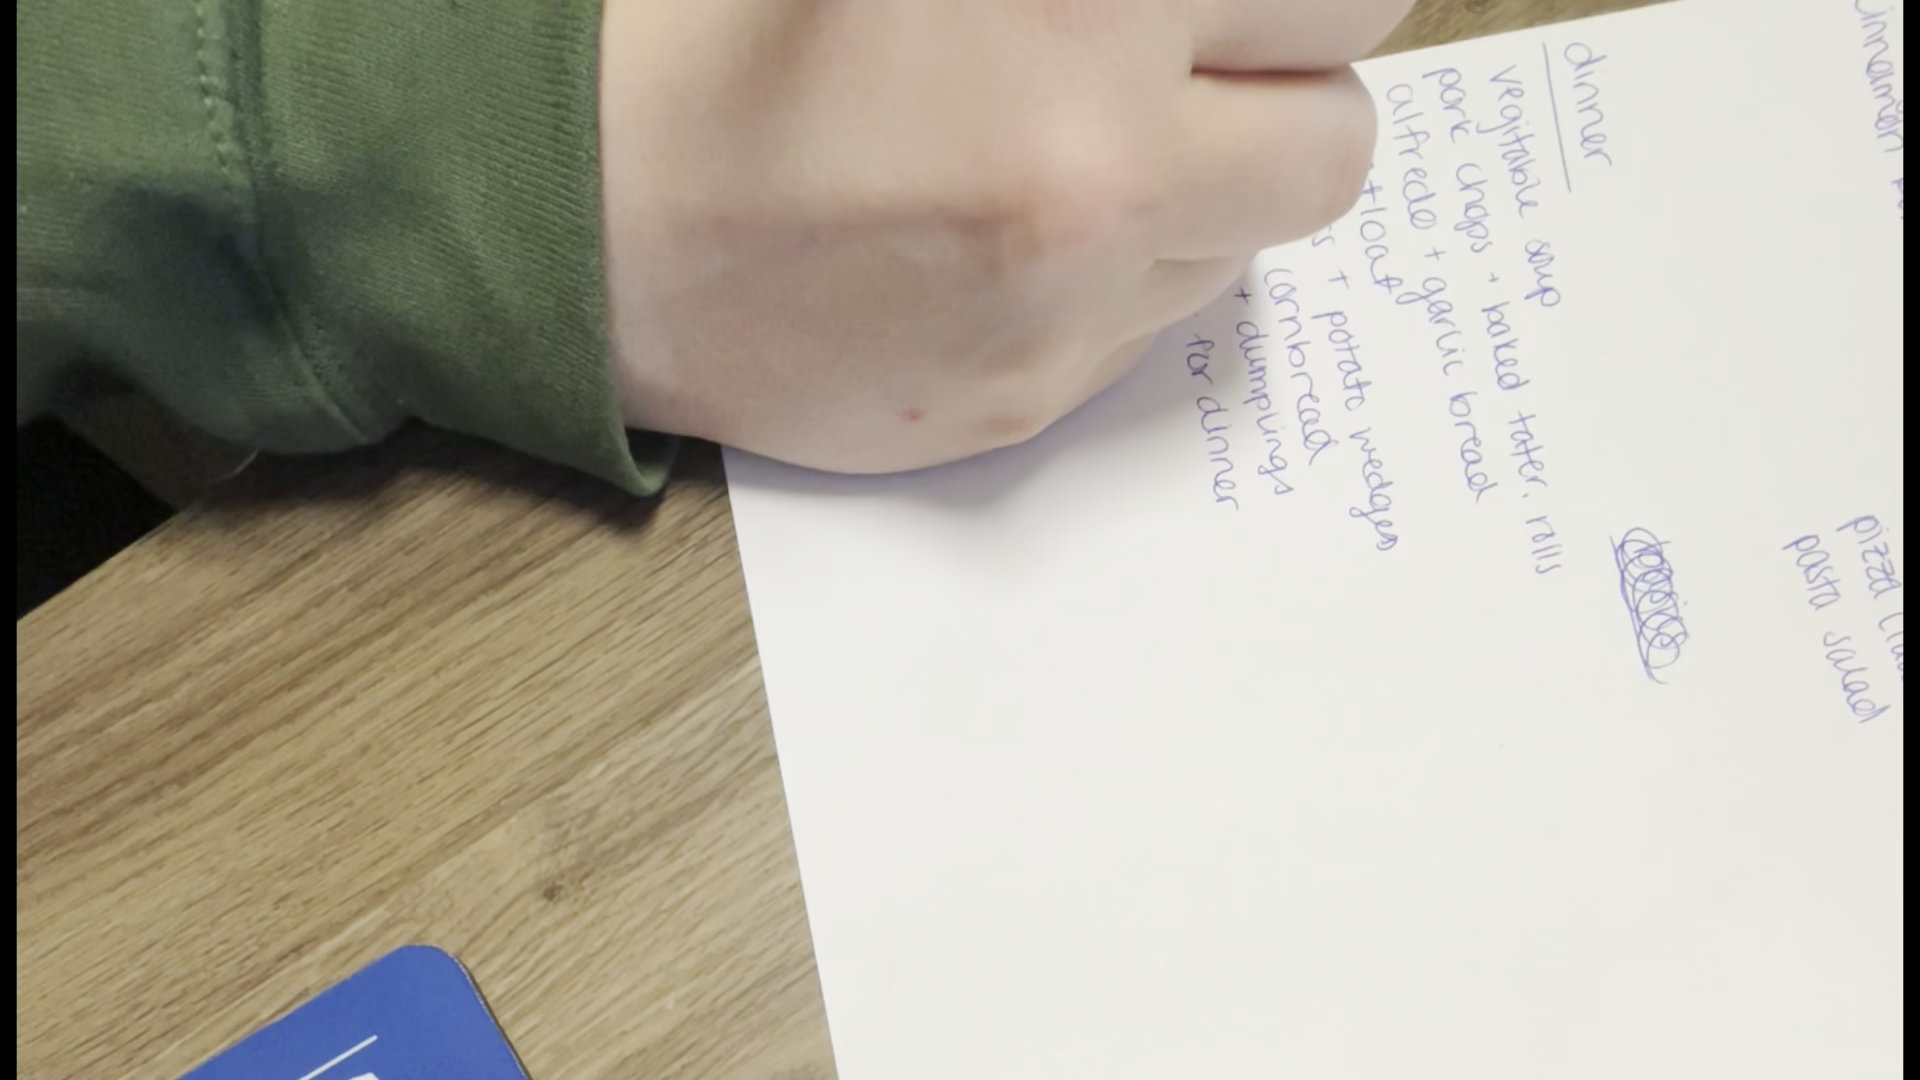 pizza
pasta salad
dinner
vegitable soup
pork chops + baked tater. rolls
alfredo + garlic bread
+ potato wedges
cornbread
+ dumplings
for dinner